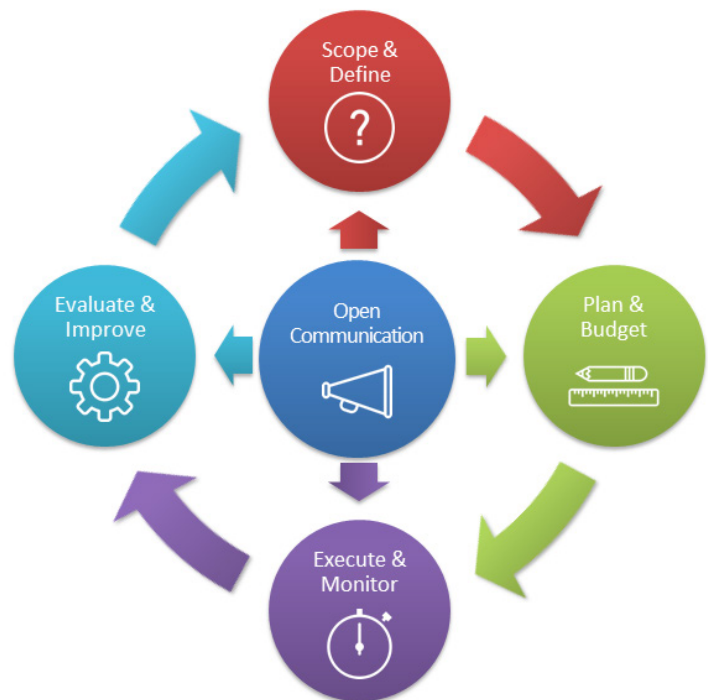 Scope &
Define
?
Evaluate &
Improve
Open
Communication
Plan &
Budget
Execute &
Monitor